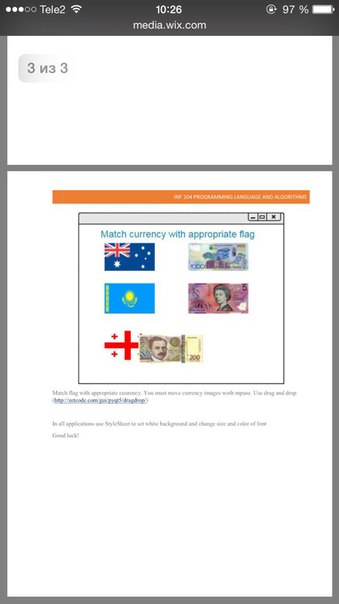 Tele2 10:26 97 %
media.wix.com
3 из 3
INF 104 PROGRAMMING LANGUAGE AND ALGORITHMS
Match currency with appropriate flag
1000
5
200
Match flag with appropriate currency. You must move currency images with mouse. Use drag and drop
(http://zetcode.com/gui/pyqt5/dragdrop/)
In all applications use StyleSheet to set white background and change size and color of font
Good luck!